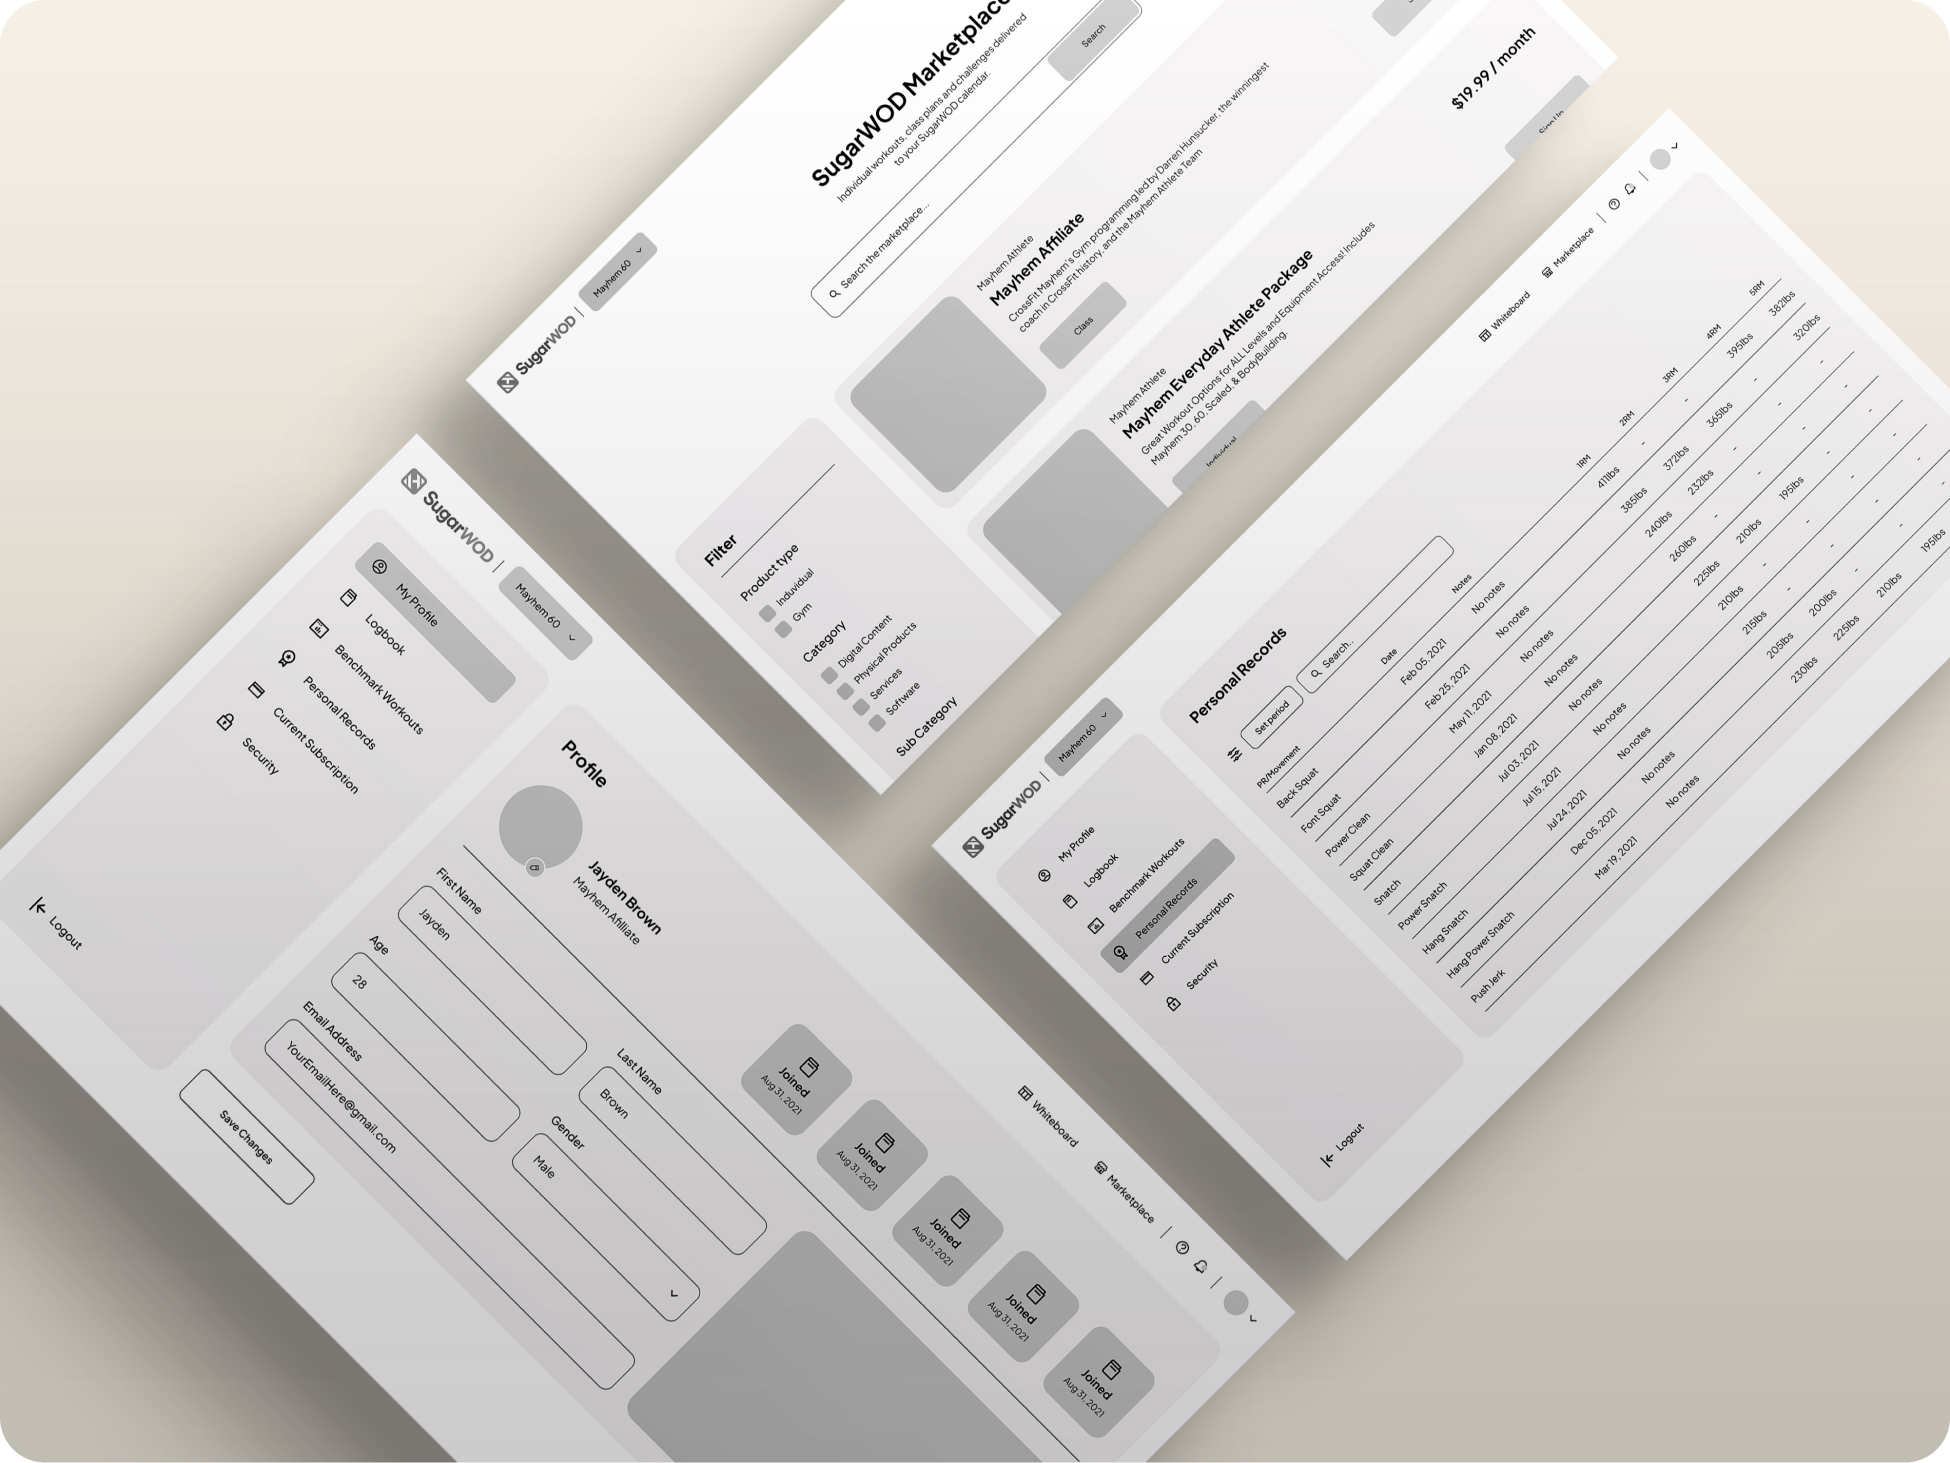 SugarWOD | Mayhem 60
SugarWOD Marketplace
Individual workouts, class plans and challenges delivered
to your SugarWOD calendar.
Search the marketplace...
Search
Filter
Product type
Induvidual
Gym
Category
Digital Content
Physical Products
Services
Software
Sub Category
Mayhem Athlete
Mayhem Affiliate
CrossFit Mayhem's Gym programming led by Darren Hunsucker, the winningest
coach in CrossFit history, and the Mayhem Athlete Team
Class
Mayhem Athlete
Mayhem Everyday Athlete Package
Great Workout Options for ALL Levels and Equipment Access! Includes
Mayhem 30, 60, Scaled, & BodyBuilding.
Individual
$19.99 / month
Sign Up
SugarWOD | Mayhem 60
Whiteboard
Marketplace
My Profile
Logbook
Benchmark Workouts
Personal Records
Current Subscription
Security
Logout
Profile
Jayden Brown
Mayhem Affiliate
Joined
Aug 31, 2021
Joined
Aug 31, 2021
Joined
Aug 31, 2021
Joined
Aug 31, 2021
Joined
Aug 31, 2021
First Name
Jayden
Last Name
Brown
Age
28
Gender
Male
Email Address
YourEmailHere@gmail.com
Save Changes
SugarWOD | Mayhem 60
Whiteboard
Marketplace
My Profile
Logbook
Benchmark Workouts
Personal Records
Current Subscription
Security
Logout
Personal Records
Set period
Search...
PR/Movement Date Notes 1RM 2RM 3RM 4RM 5RM
Back Squat Feb 05, 2021 No notes 411lbs - - 395lbs 382lbs
Font Squat Feb 25, 2021 No notes 385lbs 372lbs 365lbs - 320lbs
Power Clean May 11, 2021 No notes 240lbs 232lbs - - -
Squat Clean Jan 08, 2021 No notes 260lbs - - - -
Snatch Jul 03, 2021 No notes 225lbs 210lbs 195lbs - -
Power Snatch Jul 15, 2021 No notes 210lbs - - - -
Hang Snatch Jul 24, 2021 No notes 215lbs - - - -
Hang Power Snatch Dec 05, 2021 No notes 205lbs 200lbs - - -
Push Jerk Mar 19, 2021 No notes 230lbs 225lbs 210lbs 195lbs